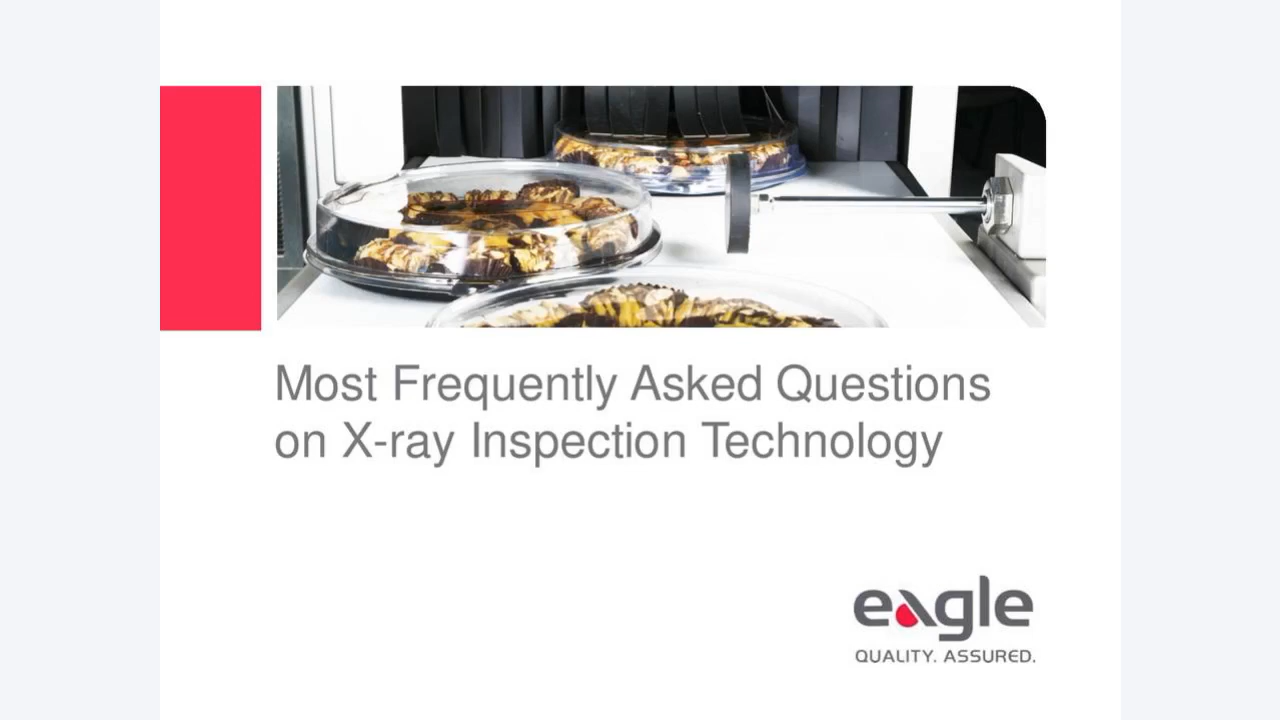 Most Frequently Asked Questions
on X-ray Inspection Technology
eagle
QUALITY. ASSURED.